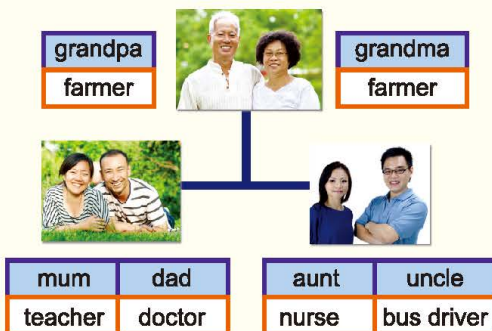 grandpa
grandma
farmer
farmer
mum dad
aunt uncle
teacher doctor
nurse bus driver